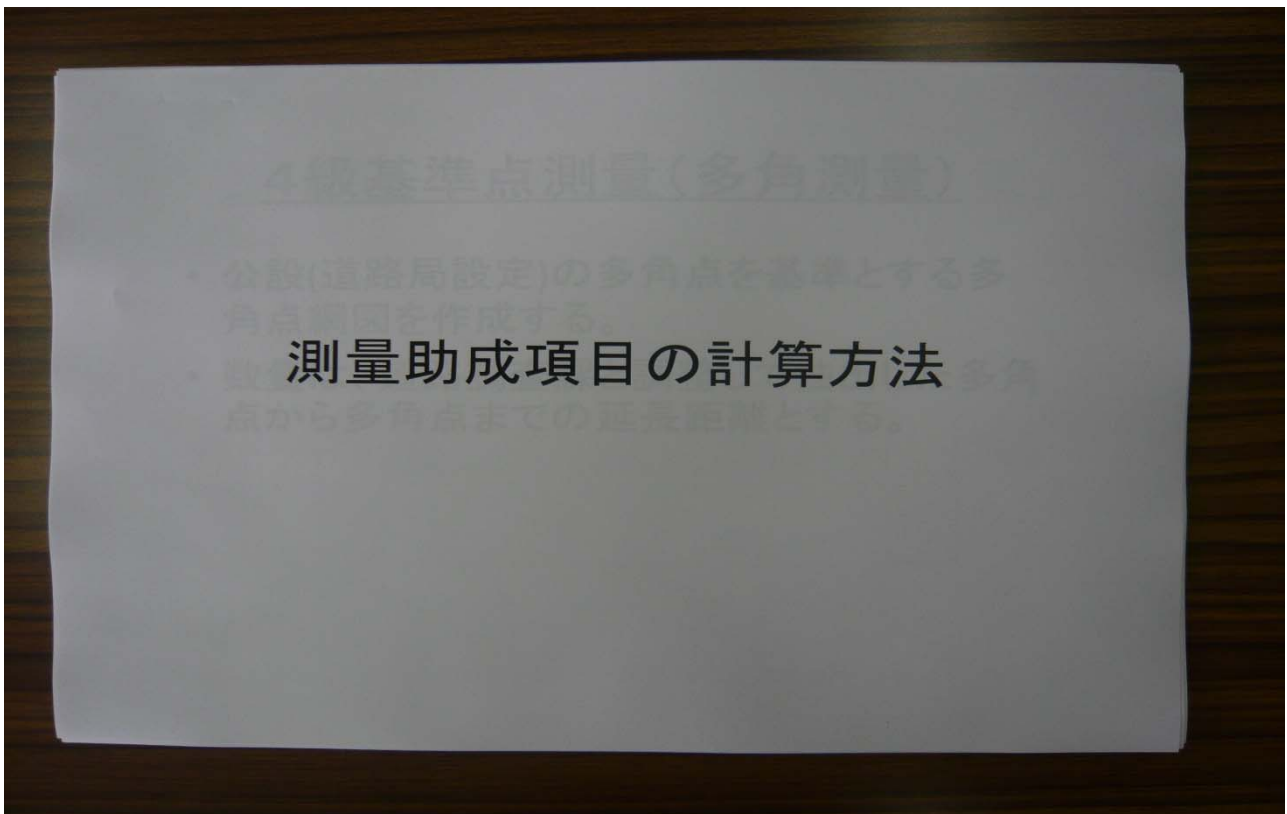 4級基準点測量(多角測量)
・ 公設(道路局設定)の多角点を基準とする多
角点網図を作成する。
測量助成項目の計算方法
多角
点から多角点までの延長距離とする。